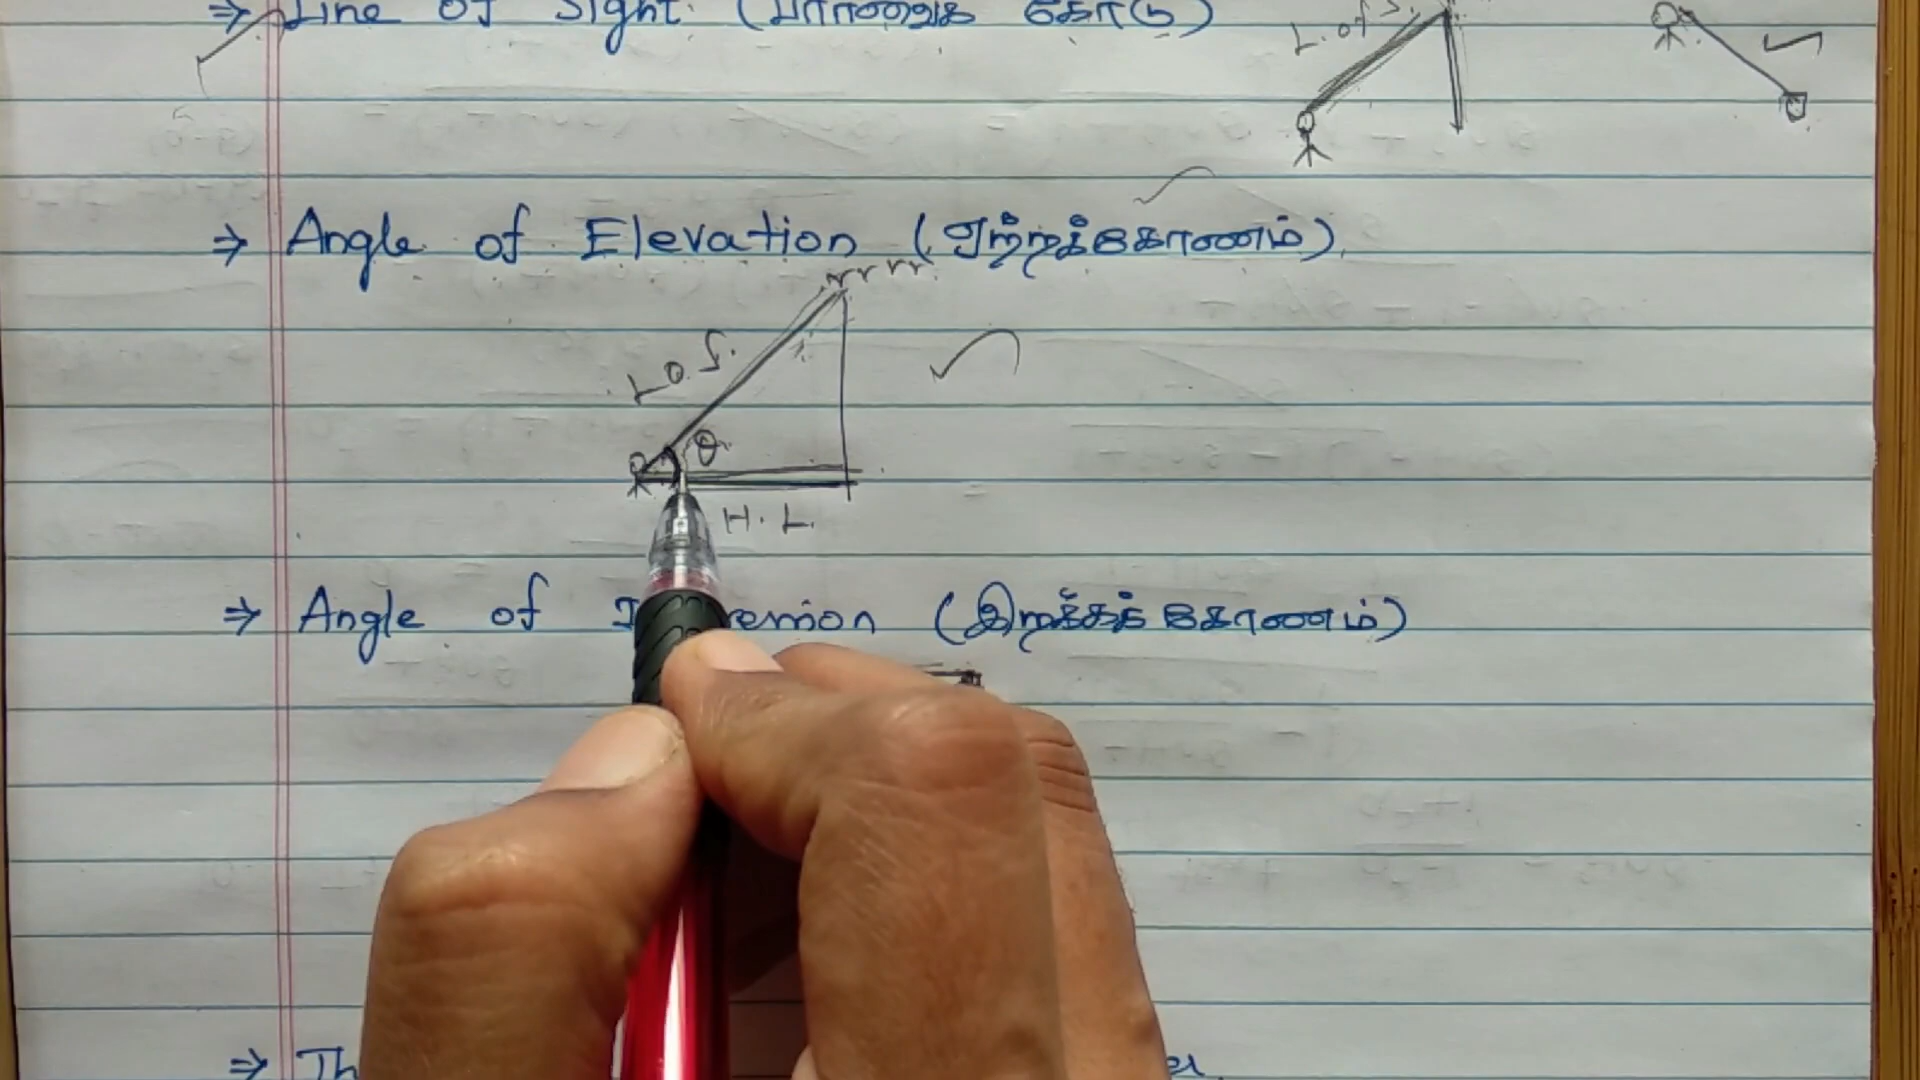 ⇒ Line of Sight. (பார்வைக் கோடு)
L. of S.
⇒ Angle of Elevation (ஏற்றக்கோணம்)
L o S.
θ
H. L.
⇒ Angle of (இறக்கக் கோணம்)
⇒